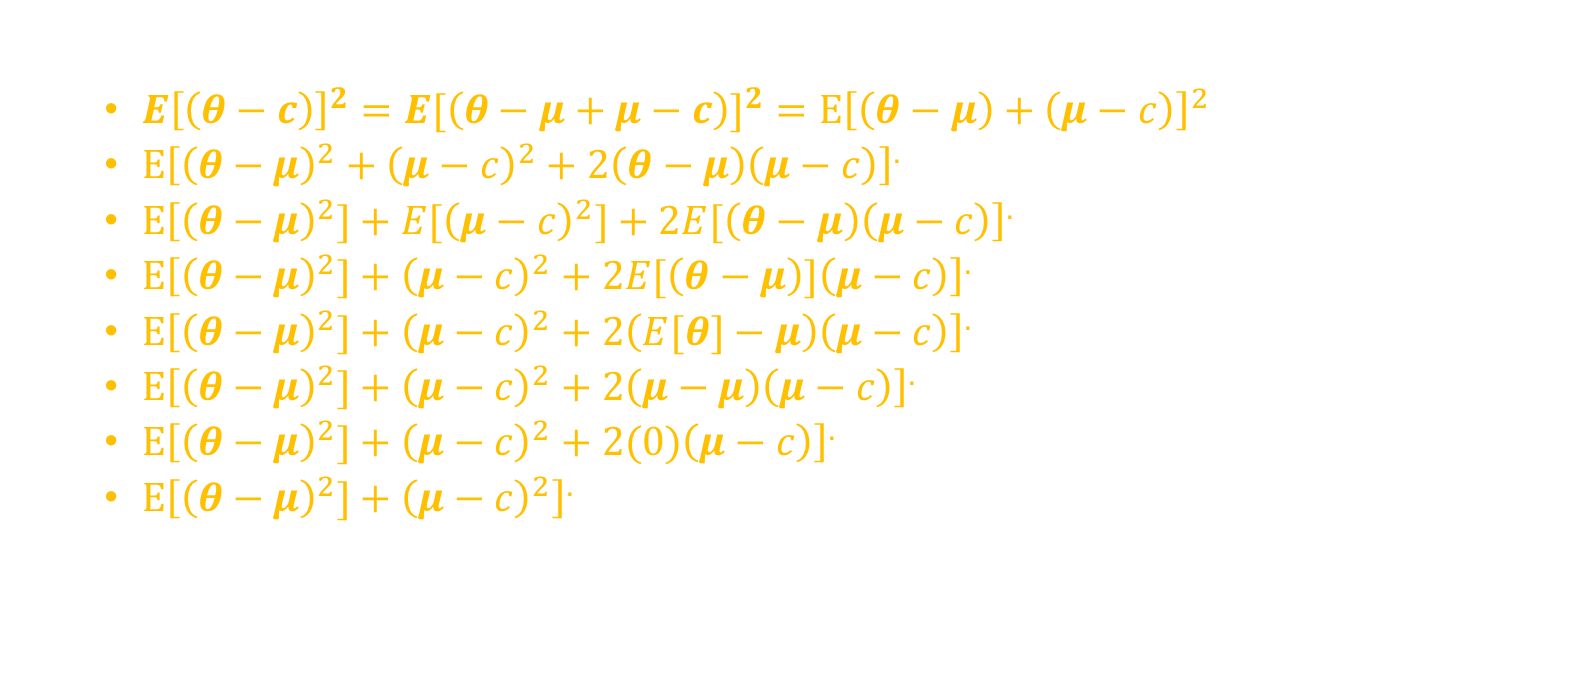 • 𝑬[(𝜽 − 𝒄)]² = 𝑬[(𝜽 − 𝝁 + 𝝁 − 𝒄)]² = E[(𝜽 − 𝝁) + (𝝁 − 𝑐)]²
• E[(𝜽 − 𝝁)² + (𝝁 − 𝑐)² + 2(𝜽 − 𝝁)(𝝁 − 𝑐)]˙
• E[(𝜽 − 𝝁)²] + 𝐸[(𝝁 − 𝑐)²] + 2𝐸[(𝜽 − 𝝁)(𝝁 − 𝑐)]˙
• E[(𝜽 − 𝝁)²] + (𝝁 − 𝑐)² + 2𝐸[(𝜽 − 𝝁)](𝝁 − 𝑐)]˙
• E[(𝜽 − 𝝁)²] + (𝝁 − 𝑐)² + 2(𝐸[𝜽] − 𝝁)(𝝁 − 𝑐)]˙
• E[(𝜽 − 𝝁)²] + (𝝁 − 𝑐)² + 2(𝝁 − 𝝁)(𝝁 − 𝑐)]˙
• E[(𝜽 − 𝝁)²] + (𝝁 − 𝑐)² + 2(0)(𝝁 − 𝑐)]˙
• E[(𝜽 − 𝝁)²] + (𝝁 − 𝑐)²]˙